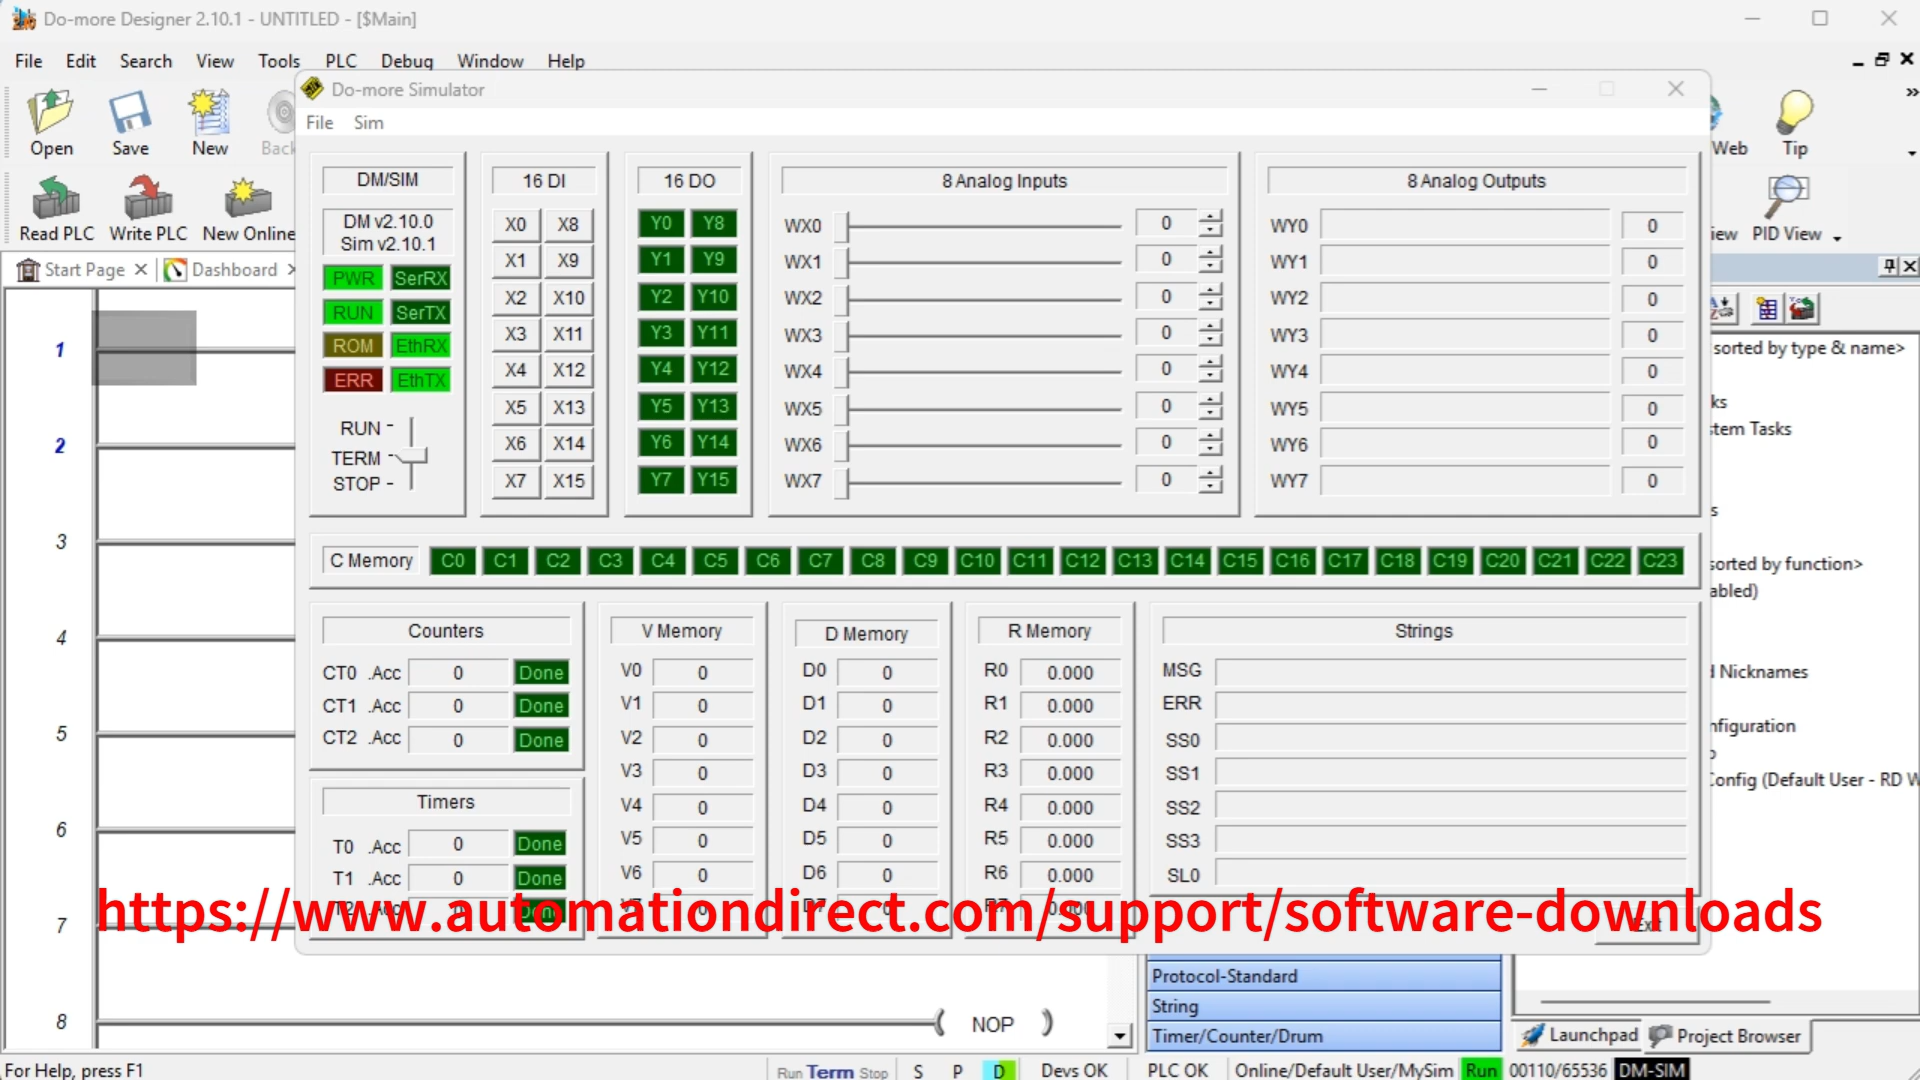 Do-more Designer 2.10.1 - UNTITLED - [$Main]
File Edit Search View Tools PLC Debug Window Help
Do-more Simulator
File Sim
Open Save New Back Web Tip
Read PLC Write PLC New Online PID View
Start Page Dashboard
DM/SIM 16 DI 16 DO 8 Analog Inputs 8 Analog Outputs
DM v2.10.0
Sim v2.10.1
PWR SerRX
RUN SerTX
ROM EthRX
ERR EthTX
RUN
TERM
STOP
X0 X8
X1 X9
X2 X10
X3 X11
X4 X12
X5 X13
X6 X14
X7 X15
Y0 Y8
Y1 Y9
Y2 Y10
Y3 Y11
Y4 Y12
Y5 Y13
Y6 Y14
Y7 Y15
WX0 0
WX1 0
WX2 0
WX3 0
WX4 0
WX5 0
WX6 0
WX7 0
WY0 0
WY1 0
WY2 0
WY3 0
WY4 0
WY5 0
WY6 0
WY7 0
C Memory C0 C1 C2 C3 C4 C5 C6 C7 C8 C9 C10 C11 C12 C13 C14 C15 C16 C17 C18 C19 C20 C21 C22 C23
Counters
CT0 .Acc 0 Done
CT1 .Acc 0 Done
CT2 .Acc 0 Done
Timers
T0 .Acc 0 Done
T1 .Acc 0 Done
V Memory
V0 0
V1 0
V2 0
V3 0
V4 0
V5 0
V6 0
D Memory
D0 0
D1 0
D2 0
D3 0
D4 0
D5 0
D6 0
R Memory
R0 0.000
R1 0.000
R2 0.000
R3 0.000
R4 0.000
R5 0.000
R6 0.000
Strings
MSG
ERR
SS0
SS1
SS2
SS3
SL0
https://www.automationdirect.com/support/software-downloads
Exit
1
2
3
4
5
6
7
8
NOP
sorted by type & name>
stem Tasks
sorted by function>
abled)
Nicknames
nfiguration
Config (Default User - RD W
Protocol-Standard
String
Timer/Counter/Drum
Launchpad Project Browser
For Help, press F1 Run Term Stop S P D Devs OK PLC OK Online/Default User/MySim Run 00110/65536 DM-SIM